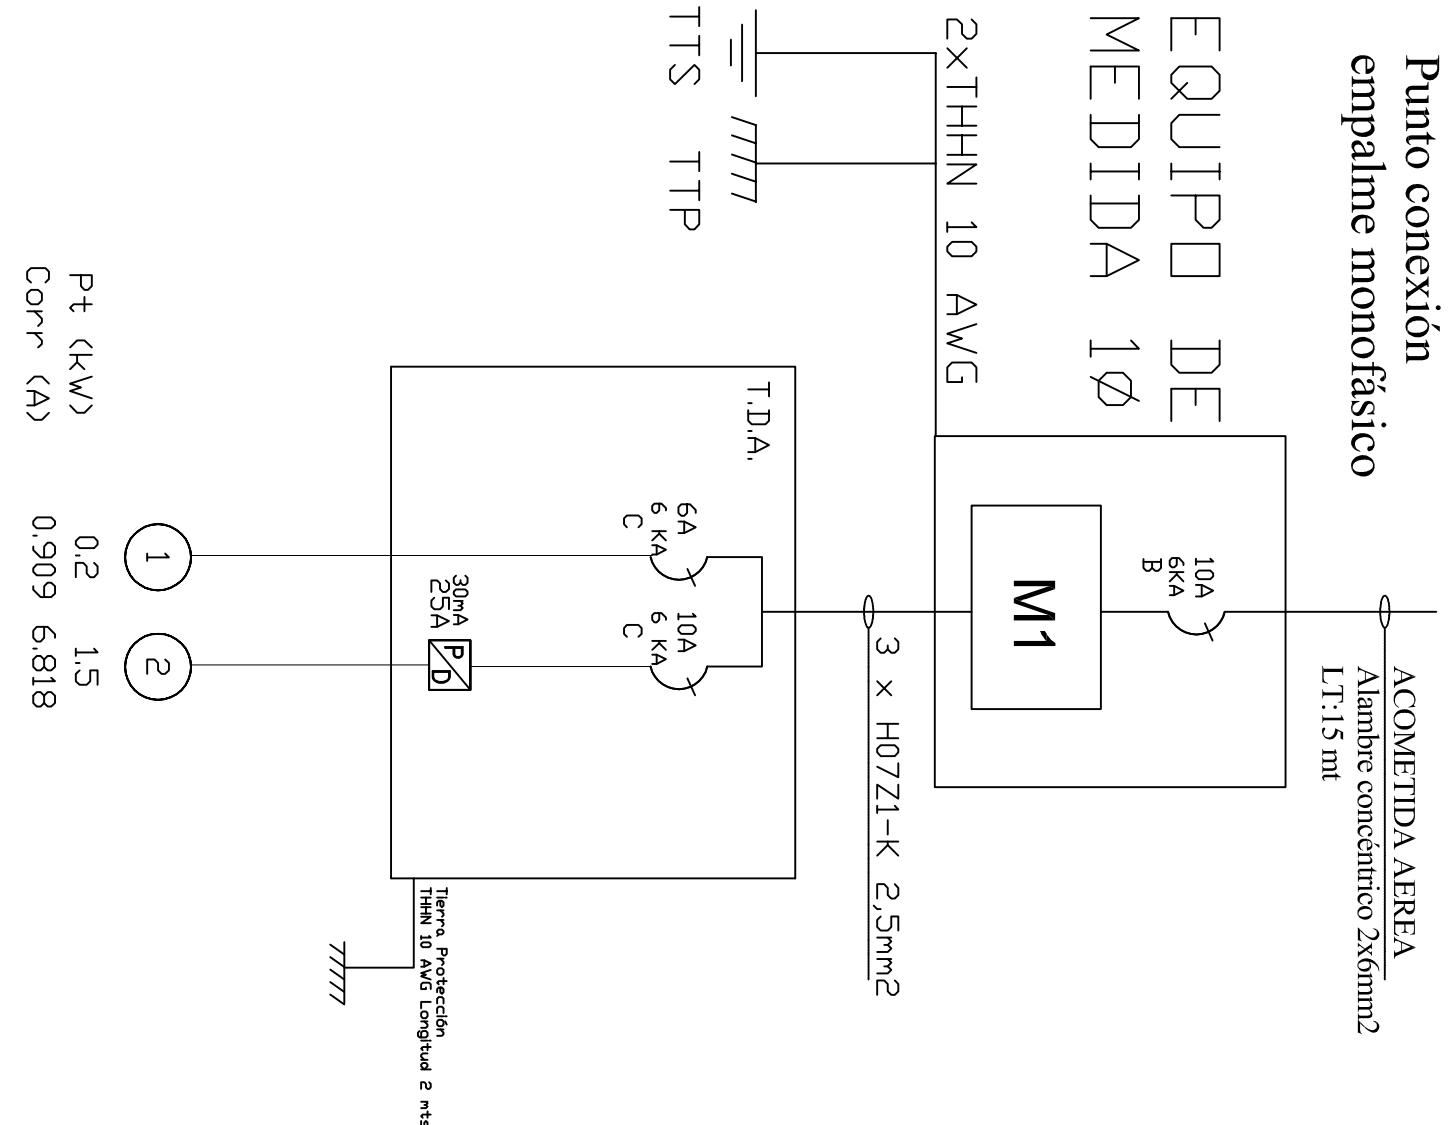 Punto conexión
empalme monofásico
ACOMETIDA AEREA
Alambre concéntrico 2x6mm2
LT:15 mt
EQUIPO DE
MEDIDA 1Ø
10A
6KA
B
M1
2xTHHN 10 AWG
TTS TTP
3 x H07Z1-K 2,5mm2
T.D.A.
6A
6 KA
C
10A
6 KA
C
30mA
25A
P
D
Tierra Protección
THHN 10 AWG Longitud 2 mts
1
2
Pt (kW) 0.2 1.5
Corr (A) 0.909 6.818